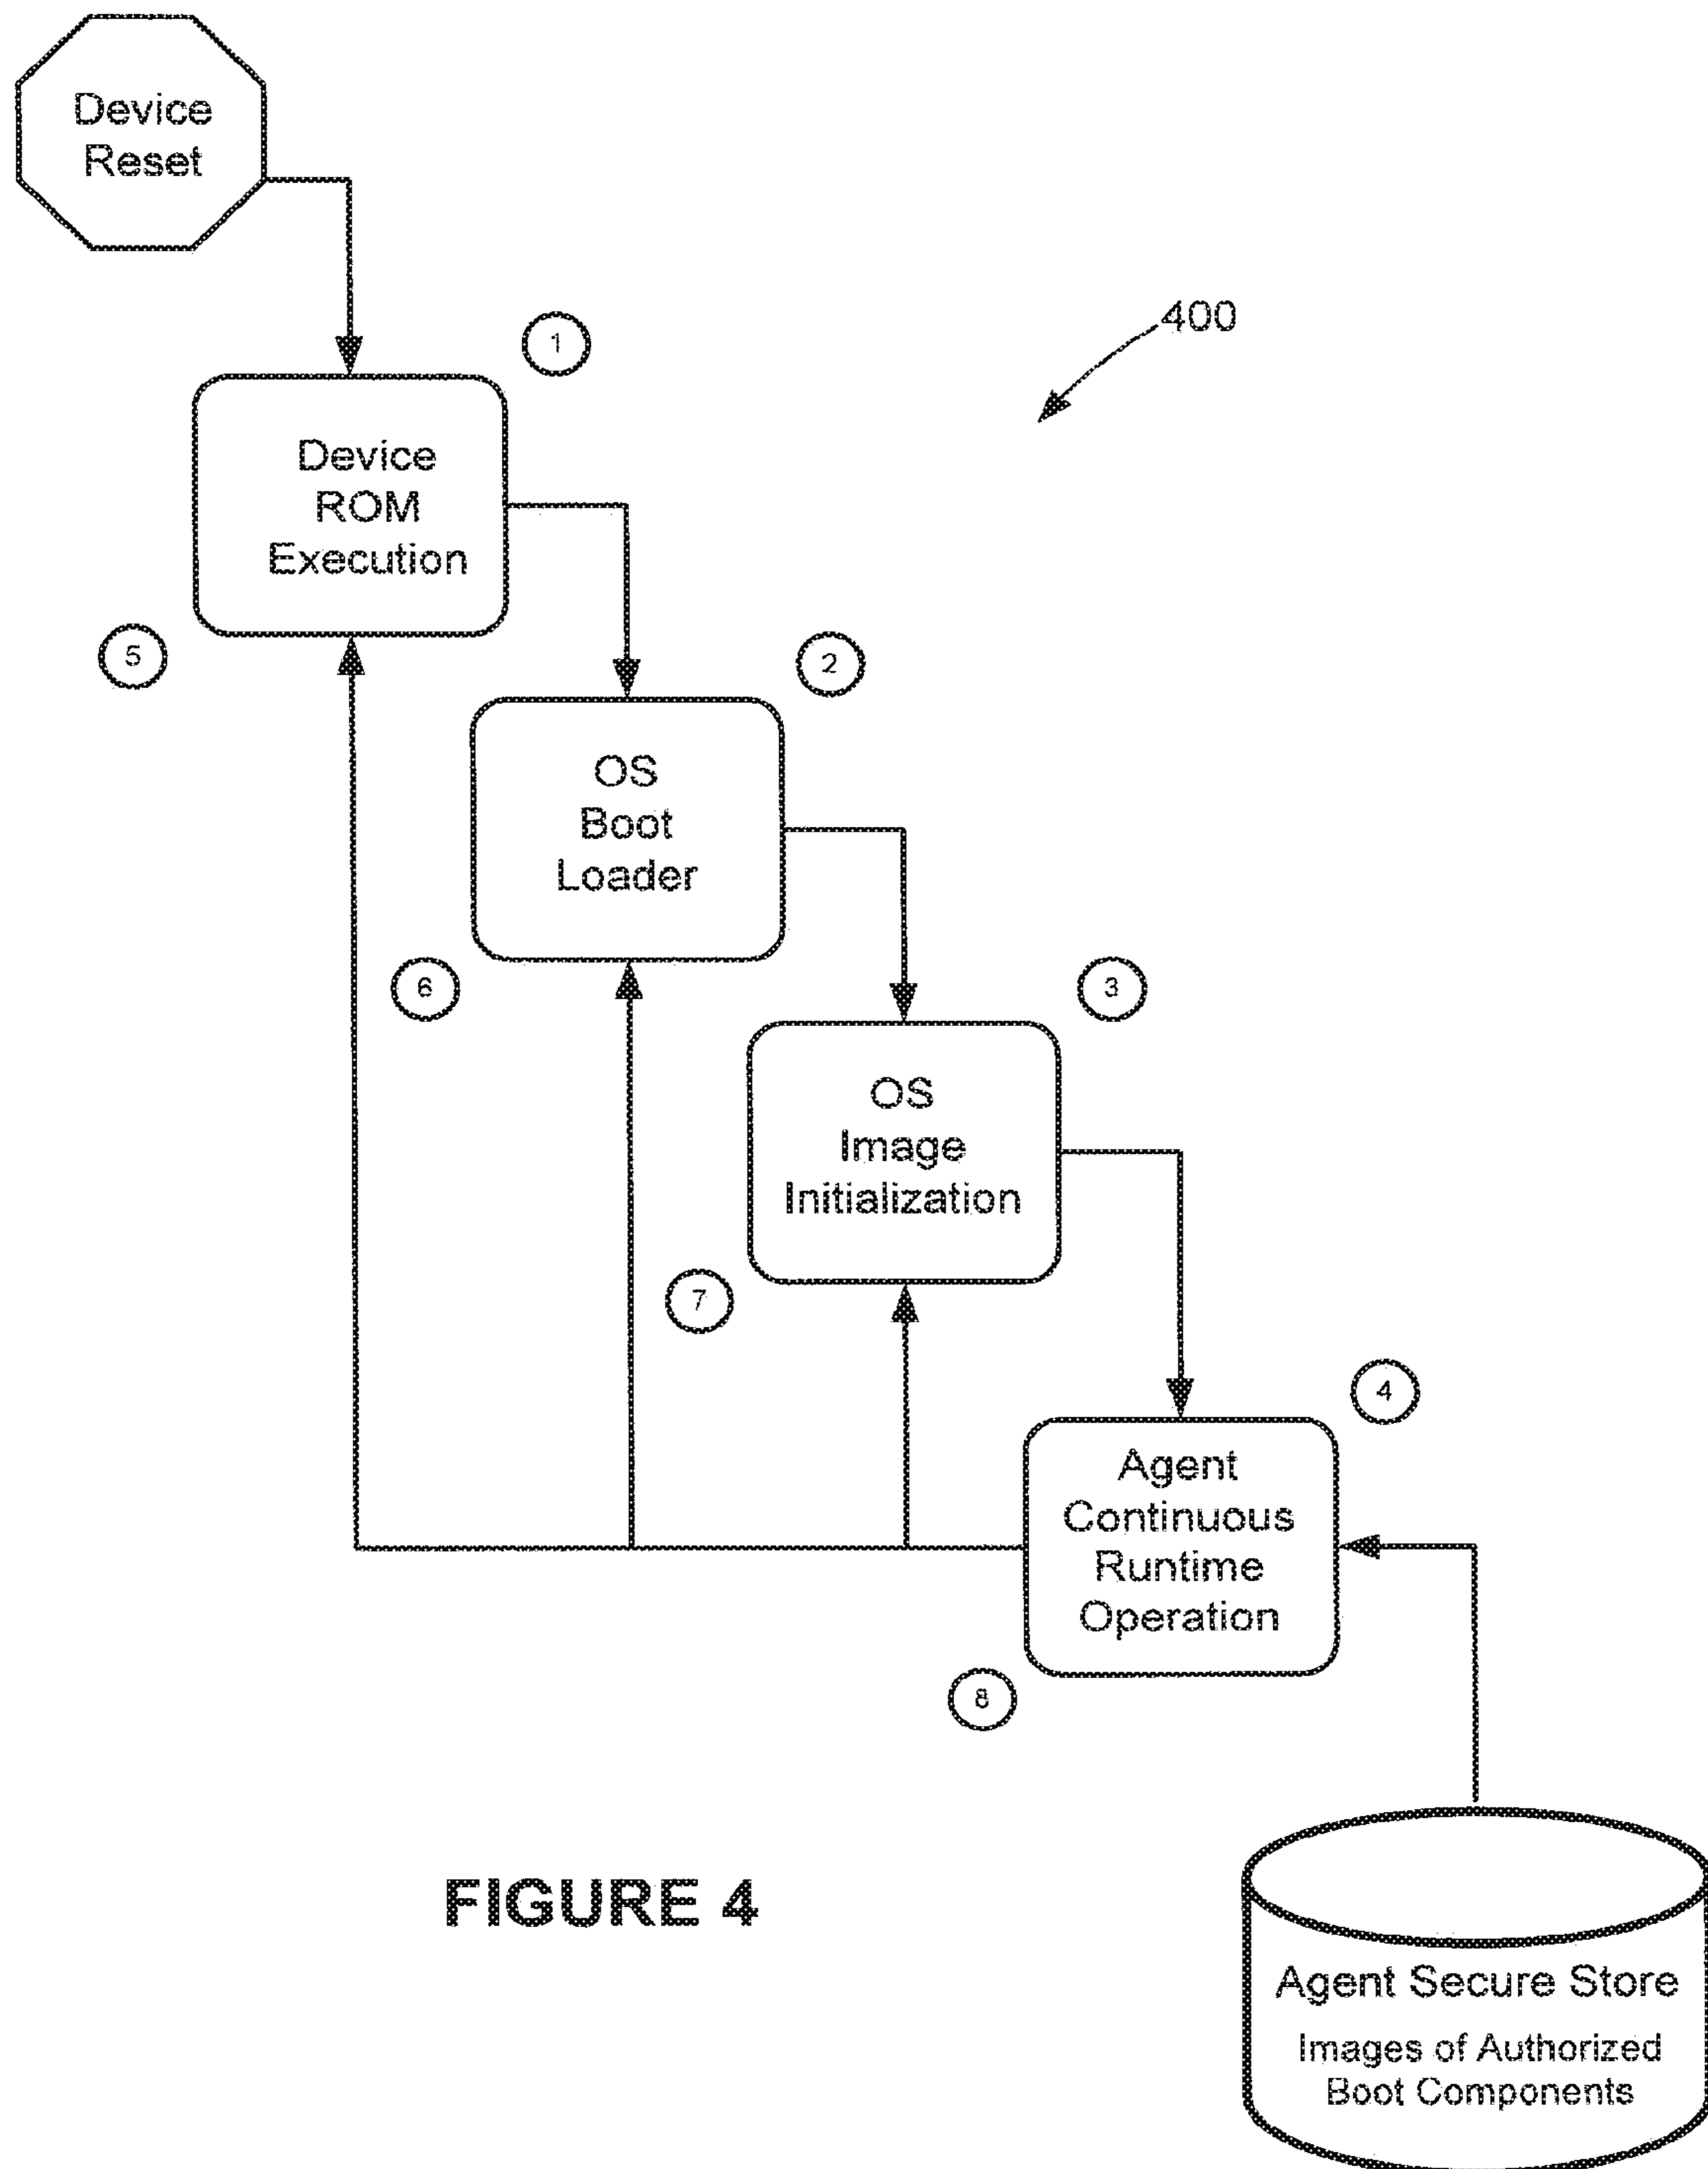 Device
Reset
400
1
Device
ROM
Execution
5
2
OS
Boot
Loader
6
3
OS
Image
Initialization
7
4
Agent
Continuous
Runtime
Operation
8
FIGURE 4
Agent Secure Store
Images of Authorized
Boot Components